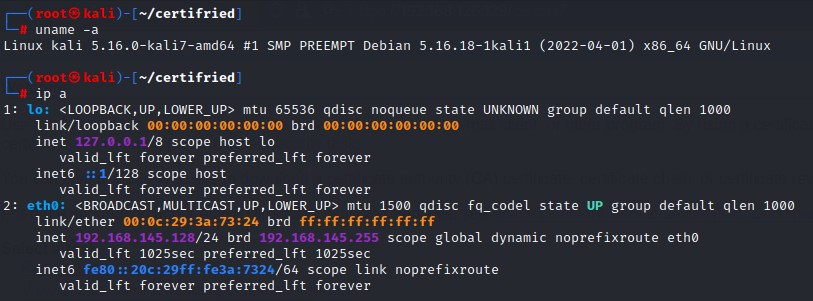 ┌──(root㉿kali)-[~/certifried]
└─# uname -a
Linux kali 5.16.0-kali7-amd64 #1 SMP PREEMPT Debian 5.16.18-1kali1 (2022-04-01) x86_64 GNU/Linux
┌──(root㉿kali)-[~/certifried]
└─# ip a
1: lo: <LOOPBACK,UP,LOWER_UP> mtu 65536 qdisc noqueue state UNKNOWN group default qlen 1000
    link/loopback 00:00:00:00:00:00 brd 00:00:00:00:00:00
    inet 127.0.0.1/8 scope host lo
       valid_lft forever preferred_lft forever
    inet6 ::1/128 scope host
       valid_lft forever preferred_lft forever
2: eth0: <BROADCAST,MULTICAST,UP,LOWER_UP> mtu 1500 qdisc fq_codel state UP group default qlen 1000
    link/ether 00:0c:29:3a:73:24 brd ff:ff:ff:ff:ff:ff
    inet 192.168.145.128/24 brd 192.168.145.255 scope global dynamic noprefixroute eth0
       valid_lft 1025sec preferred_lft 1025sec
    inet6 fe80::20c:29ff:fe3a:7324/64 scope link noprefixroute
       valid_lft forever preferred_lft forever